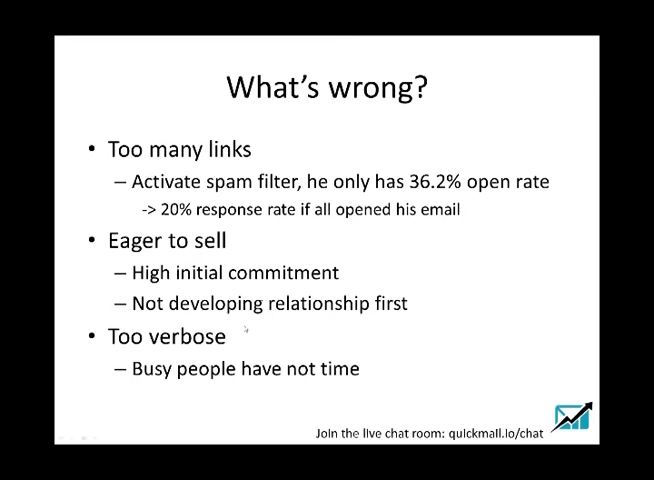 What's wrong?
• Too many links
– Activate spam filter, he only has 36.2% open rate
-> 20% response rate if all opened his email
• Eager to sell
– High initial commitment
– Not developing relationship first
• Too verbose
– Busy people have not time
Join the live chat room: quickmail.io/chat